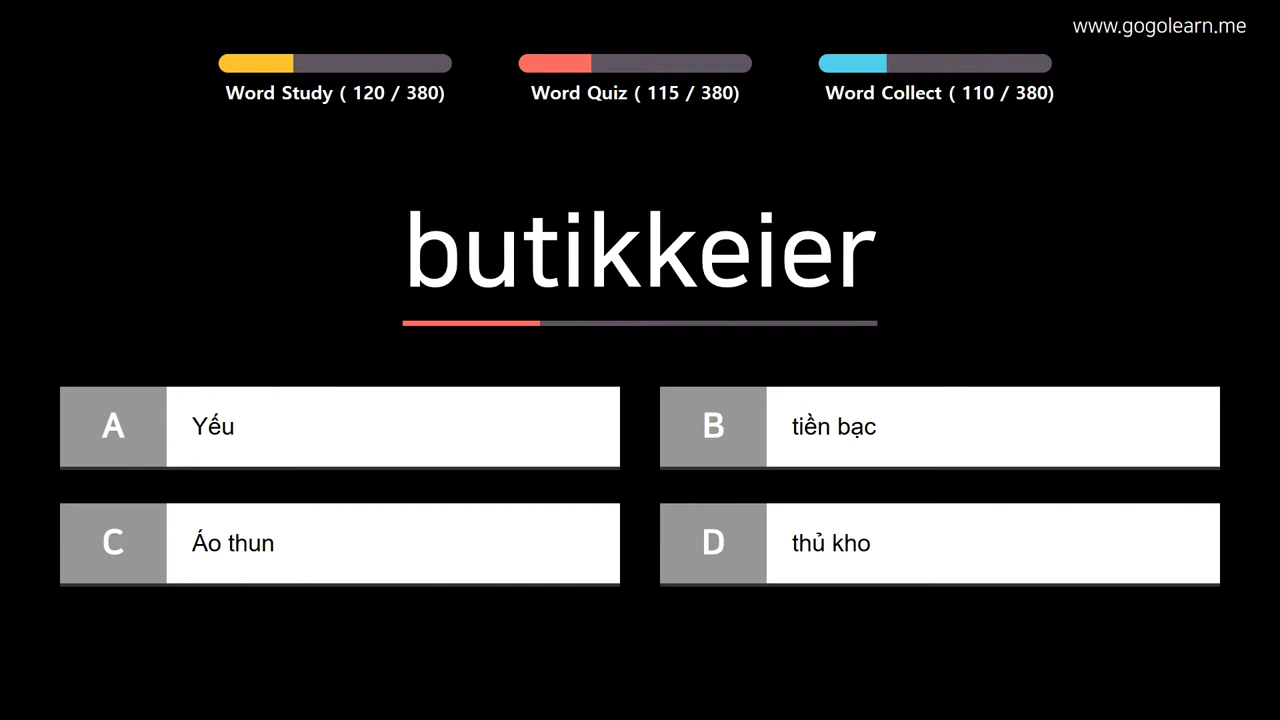 www.gogolearn.me
Word Study ( 120 / 380)
Word Quiz ( 115 / 380)
Word Collect ( 110 / 380)
butikkeier
A Yếu
B tiền bạc
C Áo thun
D thủ kho